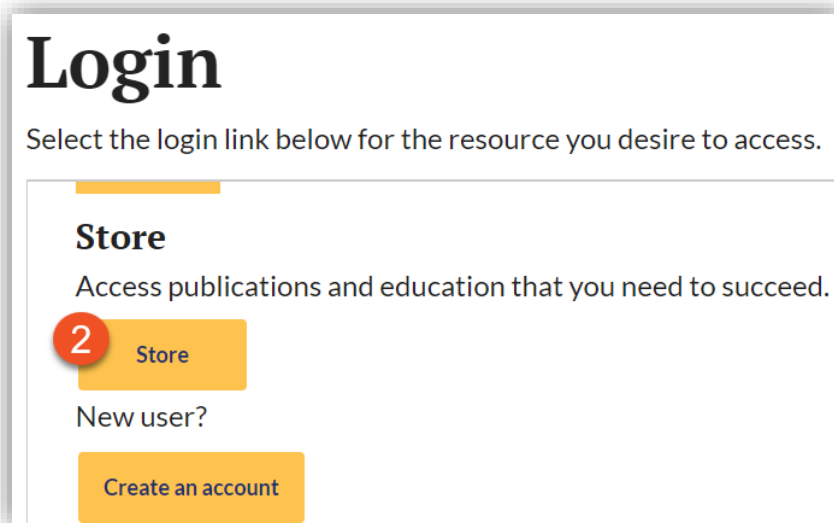 Login
Select the login link below for the resource you desire to access.
Store
Access publications and education that you need to succeed.
2
Store
New user?
Create an account